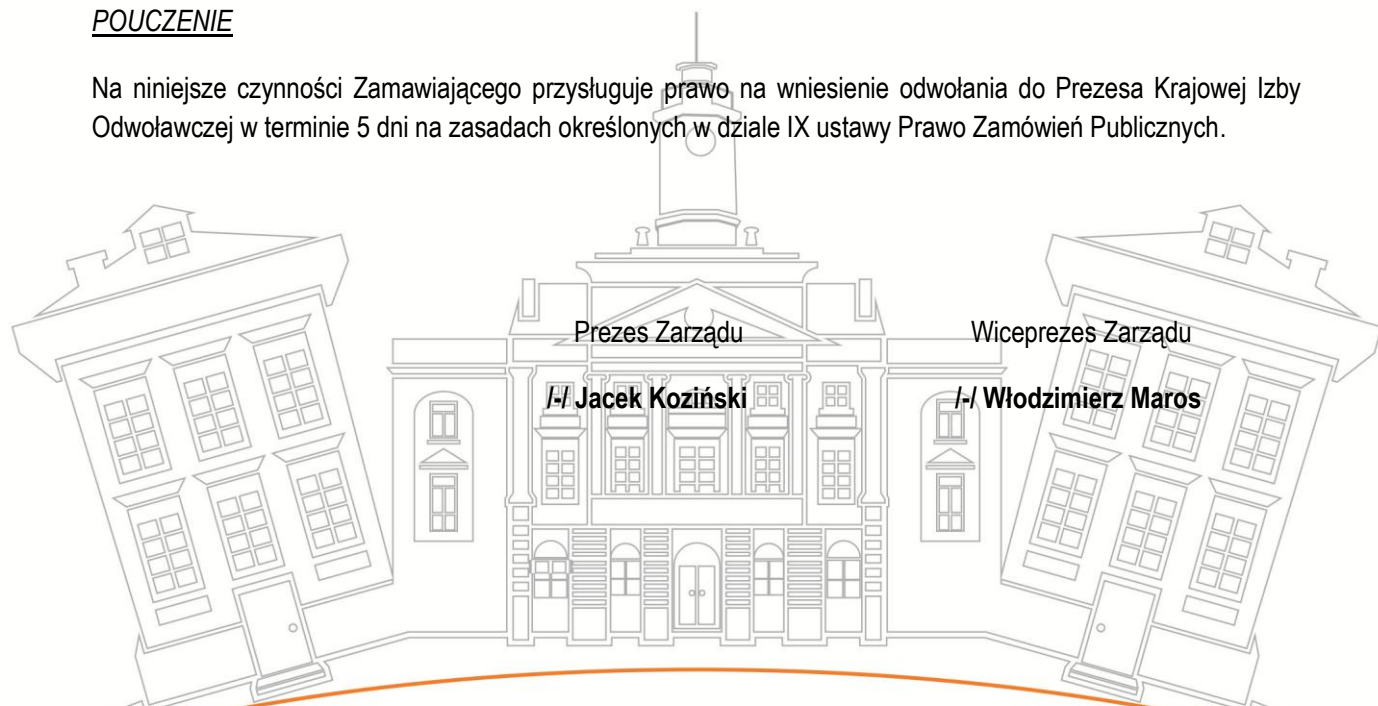 POUCZENIE
Na niniejsze czynności Zamawiającego przysługuje prawo na wniesienie odwołania do Prezesa Krajowej Izby
Odwoławczej w terminie 5 dni na zasadach określonych w dziale IX ustawy Prawo Zamówień Publicznych.
Prezes Zarządu Wiceprezes Zarządu
/-/ Jacek Koziński /-/ Włodzimierz Maros